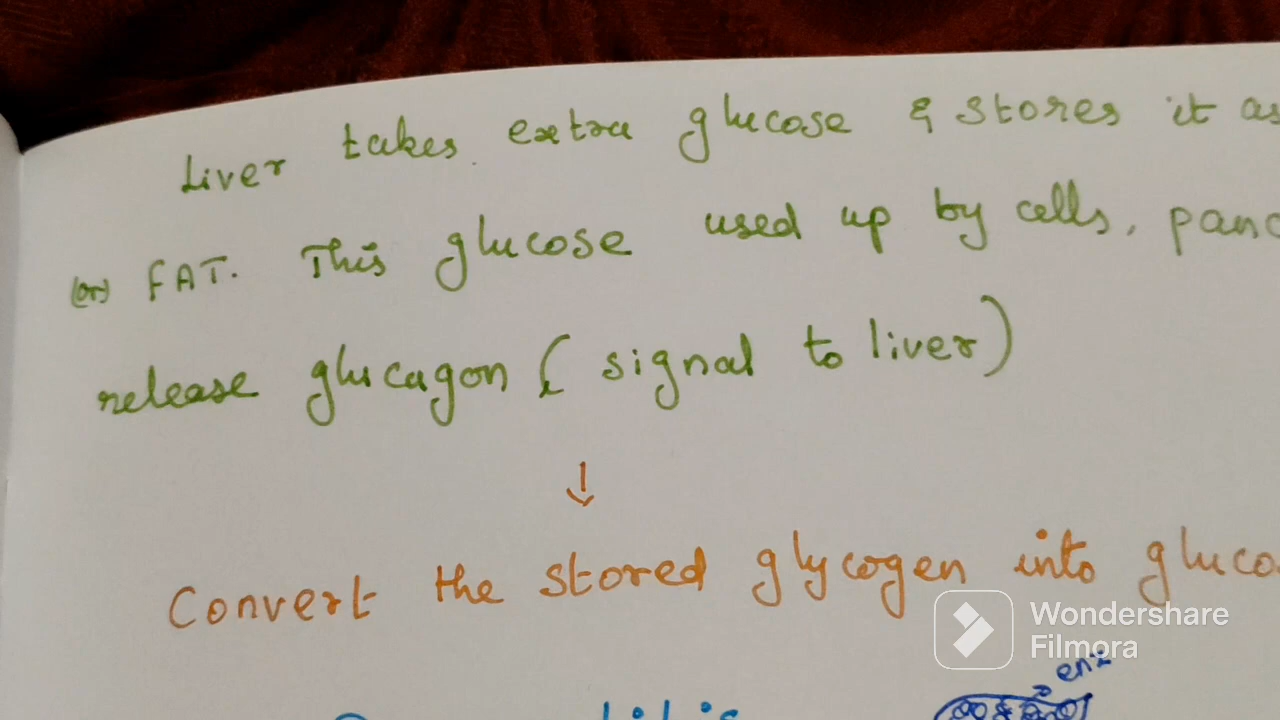 Liver takes extra glucose & stores it as
(or) FAT. This glucose used up by cells, panc
release glucagon ( signal to liver)
↓
Convert the stored glycogen into gluco
Wondershare
Filmora
enz